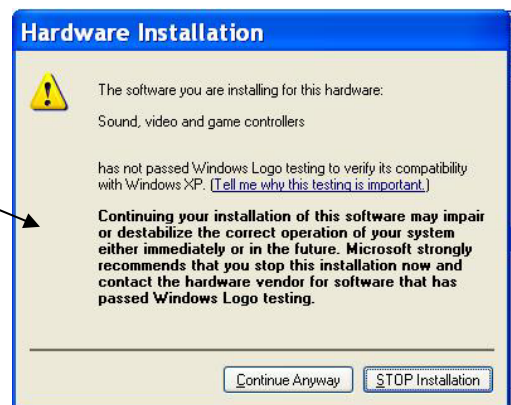 Hardware Installation
The software you are installing for this hardware:
Sound, video and game controllers
has not passed Windows Logo testing to verify its compatibility
with Windows XP. (Tell me why this testing is important.)
Continuing your installation of this software may impair
or destabilize the correct operation of your system
either immediately or in the future. Microsoft strongly
recommends that you stop this installation now and
contact the hardware vendor for software that has
passed Windows Logo testing.
Continue Anyway
STOP Installation